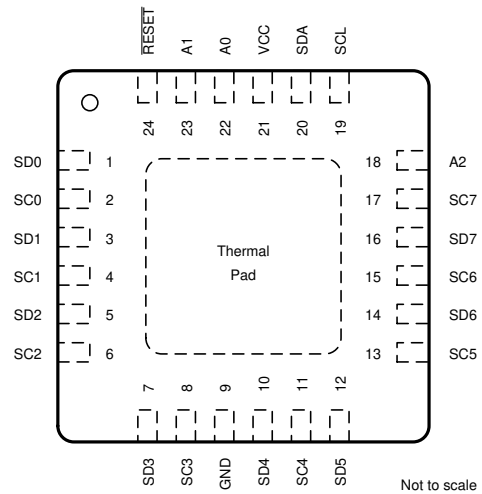 RESET A1 A0 VCC SDA SCL
24 23 22 21 20 19
SD0 1 18 A2
SC0 2 17 SC7
SD1 3 16 SD7
Thermal
SC1 4 15 SC6
Pad
SD2 5 14 SD6
SC2 6 13 SC5
7 8 9 10 11 12
SD3 SC3 GND SD4 SC4 SD5
Not to scale